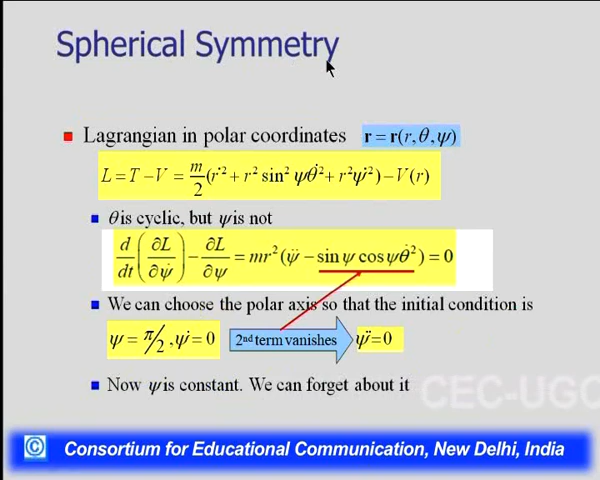 Spherical Symmetry
Lagrangian in polar coordinates r = r(r, θ, ψ)
L = T − V = m/2 (ṙ² + r² sin² ψθ̇² + r²ψ̇²) − V(r)
θ is cyclic, but ψ is not
d/dt (∂L/∂ψ̇) − ∂L/∂ψ = mr²(ψ̈ − sin ψ cos ψθ̇²) = 0
We can choose the polar axis so that the initial condition is
ψ = π/2, ψ̇ = 0 2nd term vanishes ψ̈=0
Now ψ is constant. We can forget about it
CEC-UGC
© Consortium for Educational Communication, New Delhi, India